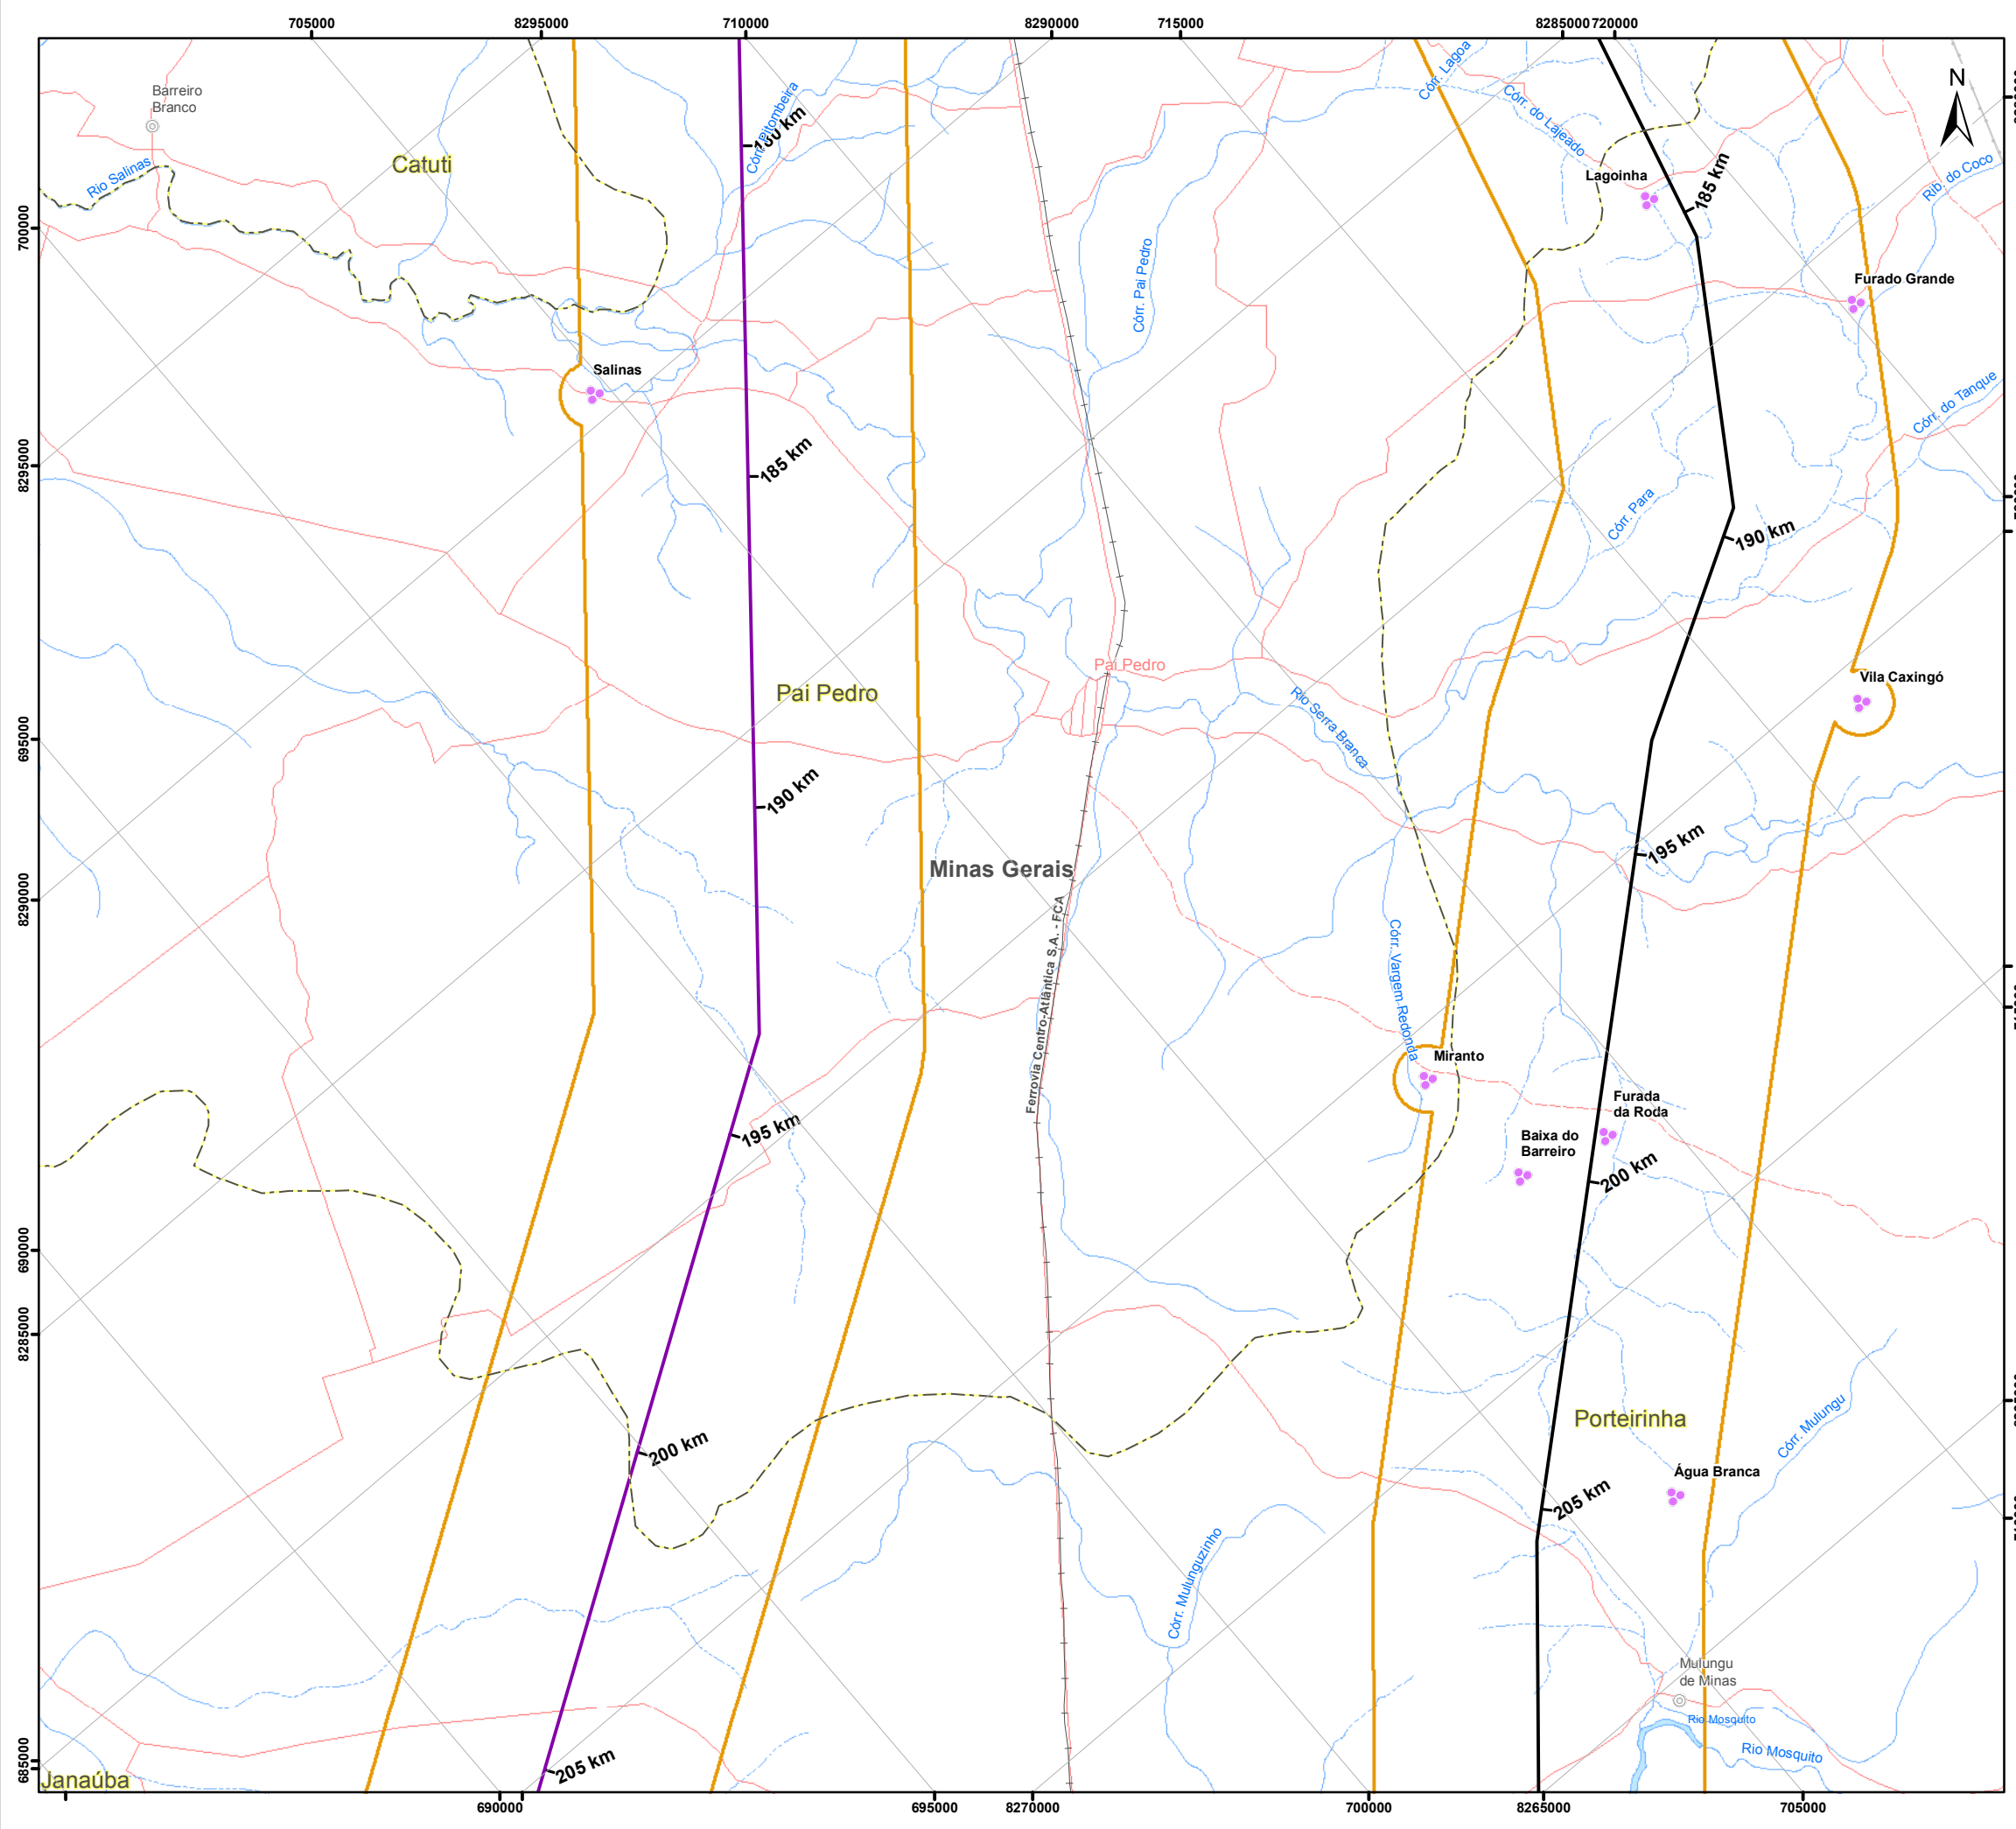 705000
8295000
710000
8290000
715000
8285000
720000
N
Barreiro
Branco
Catuti
Rio Salinas
Córr. Pitombeira
Córr. Lagoa
Córr. do Lajeado
Lagoinha
185 km
Rib. do Coco
700000
Córr. Pai Pedro
Furado Grande
Salinas
Córr. do Tanque
8295000
185 km
Córr. Para
190 km
Pai Pedro
Pai Pedro
Vila Caxingó
Rio Serra Branca
695000
190 km
195 km
Minas Gerais
8290000
Ferrovia Centro-Atlântica S.A. - FCA
Córr. Vargem Redonda
Miranto
Furada
da Roda
195 km
Baixa do
Barreiro
200 km
690000
8285000
Porteirinha
Córr. Mulungu
200 km
Água Branca
205 km
Córr. Mulunguzinho
Mulungu
de Minas
Rio Mosquito
Rio Mosquito
685000
205 km
Janaúba
690000
695000
8270000
700000
8265000
705000